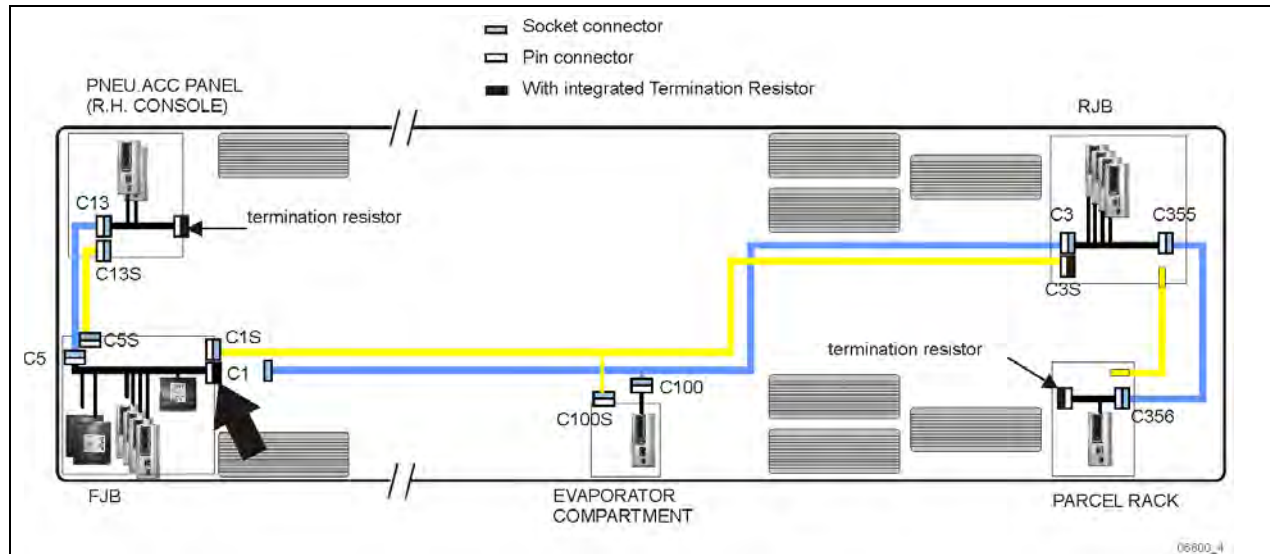 Socket connector
Pin connector
With integrated Termination Resistor
PNEU.ACC PANEL
(R.H. CONSOLE)
RJB
C13
termination resistor
C3
C355
C13S
C3S
C5S
C1S
C5
C1
termination resistor
C100
C100S
C356
FJB
EVAPORATOR
COMPARTMENT
PARCEL RACK
06600_4